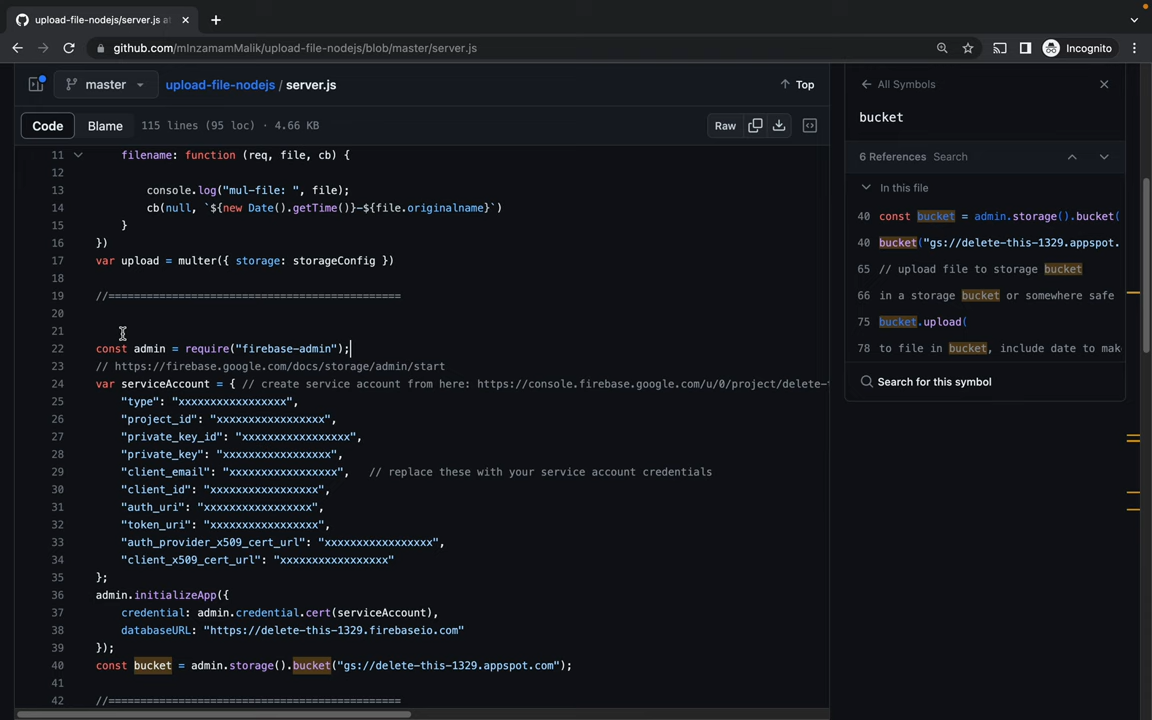 upload-file-nodejs/server.js at
github.com/mInzamamMalik/upload-file-nodejs/blob/master/server.js
Incognito
master
upload-file-nodejs / server.js
Top
Code
Blame
115 lines (95 loc) · 4.66 KB
Raw
11 filename: function (req, file, cb) {
12
13 console.log("mul-file: ", file);
14 cb(null, `${new Date().getTime()}-${file.originalname}`)
15 }
16 })
17 var upload = multer({ storage: storageConfig })
18
19 //==============================================
20
21
22 const admin = require("firebase-admin");
23 // https://firebase.google.com/docs/storage/admin/start
24 var serviceAccount = { // create service account from here: https://console.firebase.google.com/u/0/project/delete-t
25 "type": "xxxxxxxxxxxxxxxxx",
26 "project_id": "xxxxxxxxxxxxxxxxx",
27 "private_key_id": "xxxxxxxxxxxxxxxxx",
28 "private_key": "xxxxxxxxxxxxxxxxx",
29 "client_email": "xxxxxxxxxxxxxxxxx", // replace these with your service account credentials
30 "client_id": "xxxxxxxxxxxxxxxxx",
31 "auth_uri": "xxxxxxxxxxxxxxxxx",
32 "token_uri": "xxxxxxxxxxxxxxxxx",
33 "auth_provider_x509_cert_url": "xxxxxxxxxxxxxxxxx",
34 "client_x509_cert_url": "xxxxxxxxxxxxxxxxx"
35 };
36 admin.initializeApp({
37 credential: admin.credential.cert(serviceAccount),
38 databaseURL: "https://delete-this-1329.firebaseio.com"
39 });
40 const bucket = admin.storage().bucket("gs://delete-this-1329.appspot.com");
41
42 //==============================================
All Symbols
bucket
6 References Search
In this file
40 const bucket = admin.storage().bucket(
40 bucket("gs://delete-this-1329.appspot.
65 // upload file to storage bucket
66 in a storage bucket or somewhere safe
75 bucket.upload(
78 to file in bucket, include date to mak
Search for this symbol